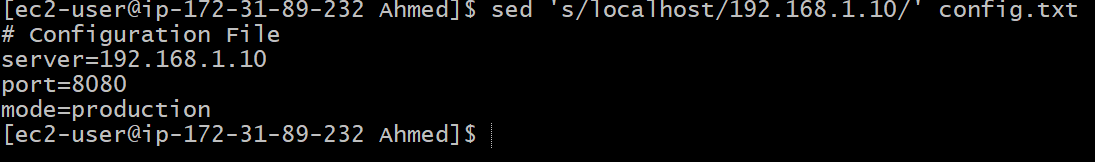 [ec2-user@ip-172-31-89-232 Ahmed]$ sed 's/localhost/192.168.1.10/' config.txt
# Configuration File
server=192.168.1.10
port=8080
mode=production
[ec2-user@ip-172-31-89-232 Ahmed]$